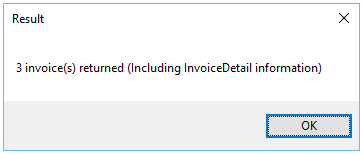 Result
3 invoice(s) returned (Including InvoiceDetail information)
OK